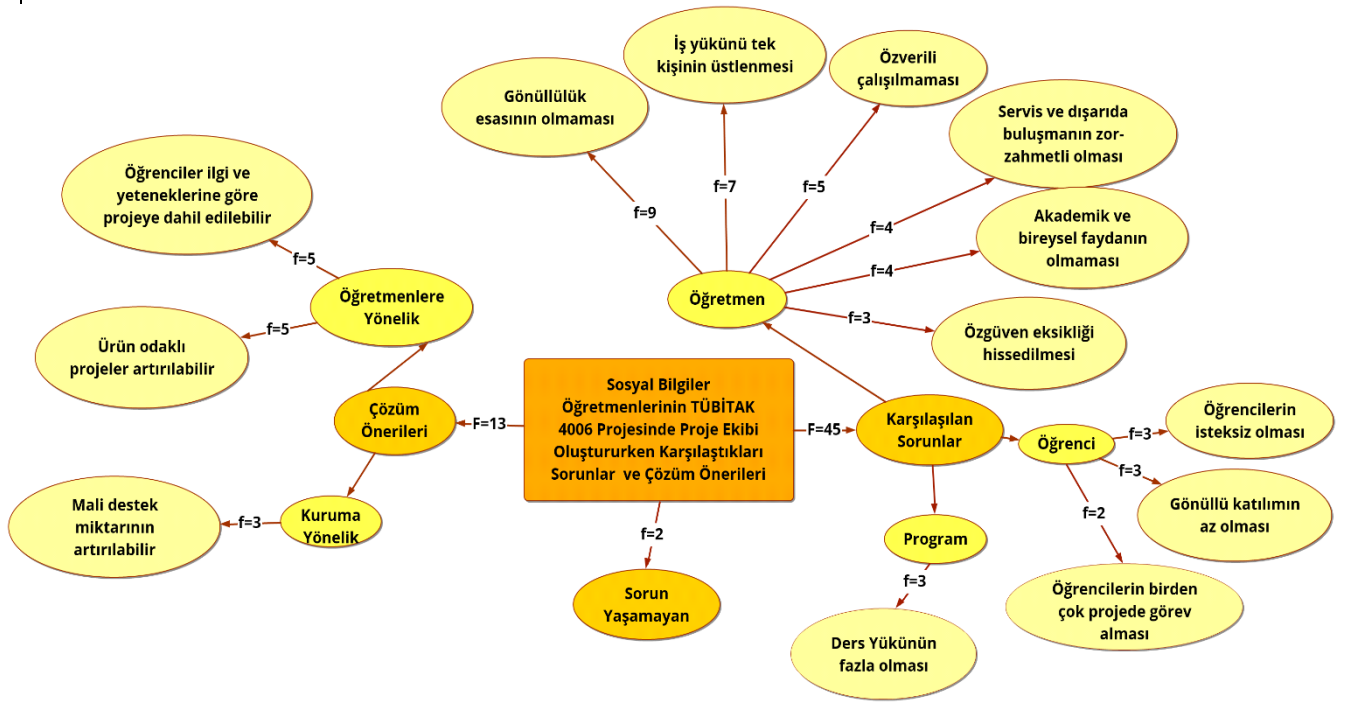 İş yükünü tek
kişinin üstlenmesi
Özverili
çalışılmaması
Gönüllülük
esasının olmaması
Servis ve dışarıda
buluşmanın zor-
zahmetli olması
Öğrenciler ilgi ve
yeteneklerine göre
projeye dahil edilebilir
f=9
f=7
f=5
f=4
Akademik ve
bireysel faydanın
olmaması
f=5
f=4
Öğretmenlere
Yönelik
Öğretmen
f=3
Özgüven eksikliği
hissedilmesi
f=5
Ürün odaklı
projeler artırılabilir
Sosyal Bilgiler
Öğretmenlerinin TÜBİTAK
4006 Projesinde Proje Ekibi
Oluştururken Karşılaştıkları
Sorunlar ve Çözüm Önerileri
Çözüm
Önerileri
F=13
F=45
Karşılaşılan
Sorunlar
Öğrenci
f=3
Öğrencilerin
isteksiz olması
f=3
Gönüllü katılımın
az olması
f=2
Öğrencilerin birden
çok projede görev
alması
Mali destek
miktarının
artırılabilir
f=3
Kuruma
Yönelik
f=2
Sorun
Yaşamayan
Program
f=3
Ders Yükünün
fazla olması